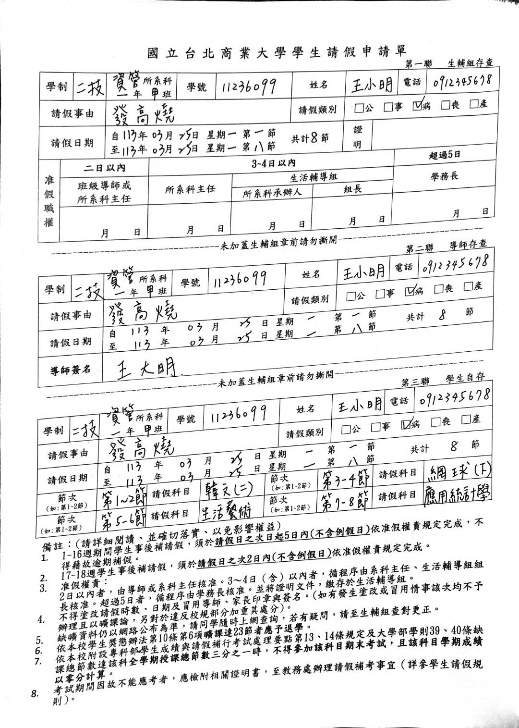 國立台北商業大學學生請假申請單
第一聯 生輔組存查
學制 二技 資管 所系科 一年 甲班 學號 11236099 姓名 王小明 電話 0912345678
請假事由 發高燒 請假類別 □公 □事 ☑病 □喪 □產
請假日期 自113年03月25日 星期一 第一節 共計8節 證明
至113年03月25日 星期一 第八節
准假職權 二日以內 3-4日以內 超過5日
班級導師或所系科主任 所系科主任 生活輔導組 學務長
所系科承辦人 組長
月 日 月 日 月 日 月 日
未加蓋生輔組章前請勿撕開
第二聯 導師存查
學制 二技 資管 所系科 一年 甲班 學號 11236099 姓名 王小明 電話 0912345678
請假事由 發高燒 請假類別 □公 □事 ☑病 □喪 □產
請假日期 自 113 年 03 月 25 日 星期 一 第 一 節 共計 8 節
至 113 年 03 月 25 日 星期 一 第 八 節
導師簽名 王大明
未加蓋生輔組章前請勿撕開
第三聯 學生自存
學制 二技 資管 所系科 一年 甲班 學號 11236099 姓名 王小明 電話 0912345678
請假事由 發高燒 請假類別 □公 □事 ☑病 □喪 □產
請假日期 自 113 年 03 月 25 日 星期 一 第 一 節 共計 8 節
至 113 年 03 月 25 日 星期 一 第 八 節
節次 (如:第1-2節) 第1~2節 請假科目 韓文(二) 節次 (如:第1-2節) 第3-4節 請假科目 網球(下)
節次 (如:第1-2節) 第5-6節 請假科目 生活藝術 節次 (如:第1-2節) 第7-8節 請假科目 應用統計學
備註:(請詳細閱讀、並確切落實、以免影響權益)
1. 1-16週期間學生事後補請假,須於請假日之次日起5日內(不含例假日)依准假權責規定完成,不得藉故逾期補假。
2. 17-18週學生事後補請假,須於請假日之次日起2日內(不含例假日)依准假權責完成。
3. 准假權責:
2日以內者,由導師或系科主任核准。3~4日(含)以內者,循程序由系科主任、生活輔導組組長核准。超過5日者,循程序由學務長核准。並將證明文件,繳存於生活輔導組。
4. 不得塗改請假時數、日期及冒用導師、家長印章與簽名。(如有發生塗改或冒用情事該次均不予辦理且以曠課論,另對於違反校規部分加重其處分)。
5. 缺曠資料仍以網路公布為準,請同學隨時上網查詢,若有疑問,請至生輔組查對更正。
6. 依本校學生獎懲辦法第10條第6項曠課達23節者應予退學。
7. 依本校附設專科部學生成績與請假補行考試處理要點第13、14條規定及大學部學則39、40條缺課總節數達該科全學期授課總節數三分之一時,不得參加該科目期末考試,且該科目學期成績以零分計算。
8. 考試期間因故不能應考者,應檢附相關證明書,至教務處辦理請假補考事宜(詳參學生請假規則)。